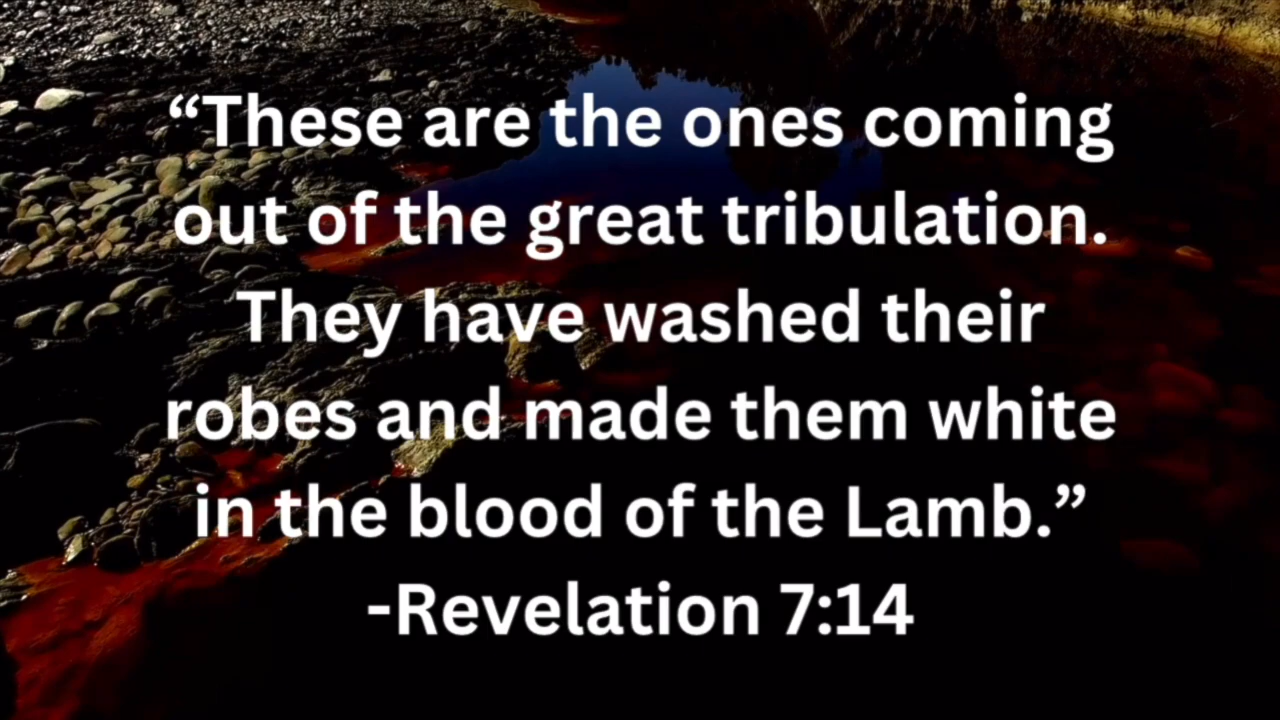 “These are the ones coming
out of the great tribulation.
They have washed their
robes and made them white
in the blood of the Lamb.”
-Revelation 7:14